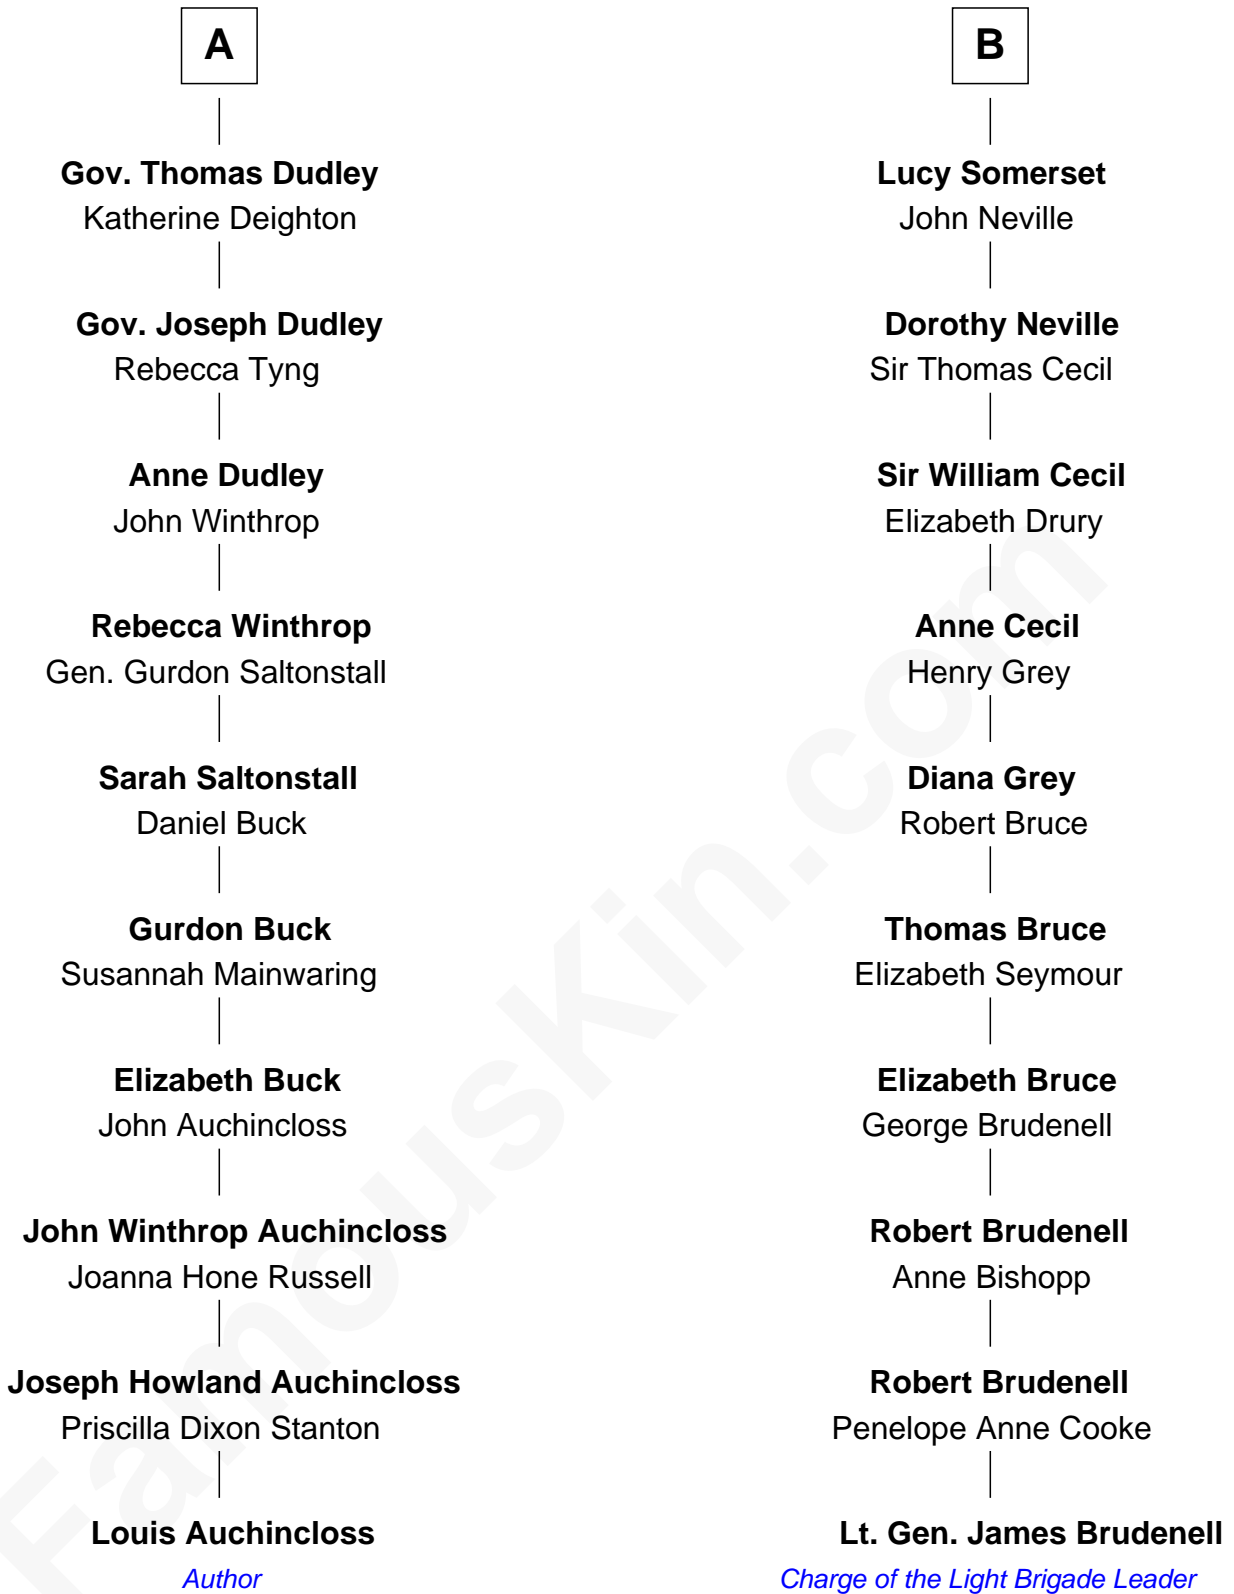 A
Gov. Thomas Dudley
Katherine Deighton
Gov. Joseph Dudley
Rebecca Tyng
Anne Dudley
John Winthrop
Rebecca Winthrop
Gen. Gurdon Saltonstall
Sarah Saltonstall
Daniel Buck
Gurdon Buck
Susannah Mainwaring
Elizabeth Buck
John Auchincloss
John Winthrop Auchincloss
Joanna Hone Russell
Joseph Howland Auchincloss
Priscilla Dixon Stanton
Louis Auchincloss
Author
B
Lucy Somerset
John Neville
Dorothy Neville
Sir Thomas Cecil
Sir William Cecil
Elizabeth Drury
Anne Cecil
Henry Grey
Diana Grey
Robert Bruce
Thomas Bruce
Elizabeth Seymour
Elizabeth Bruce
George Brudenell
Robert Brudenell
Anne Bishopp
Robert Brudenell
Penelope Anne Cooke
Lt. Gen. James Brudenell
Charge of the Light Brigade Leader
FamousKin.com